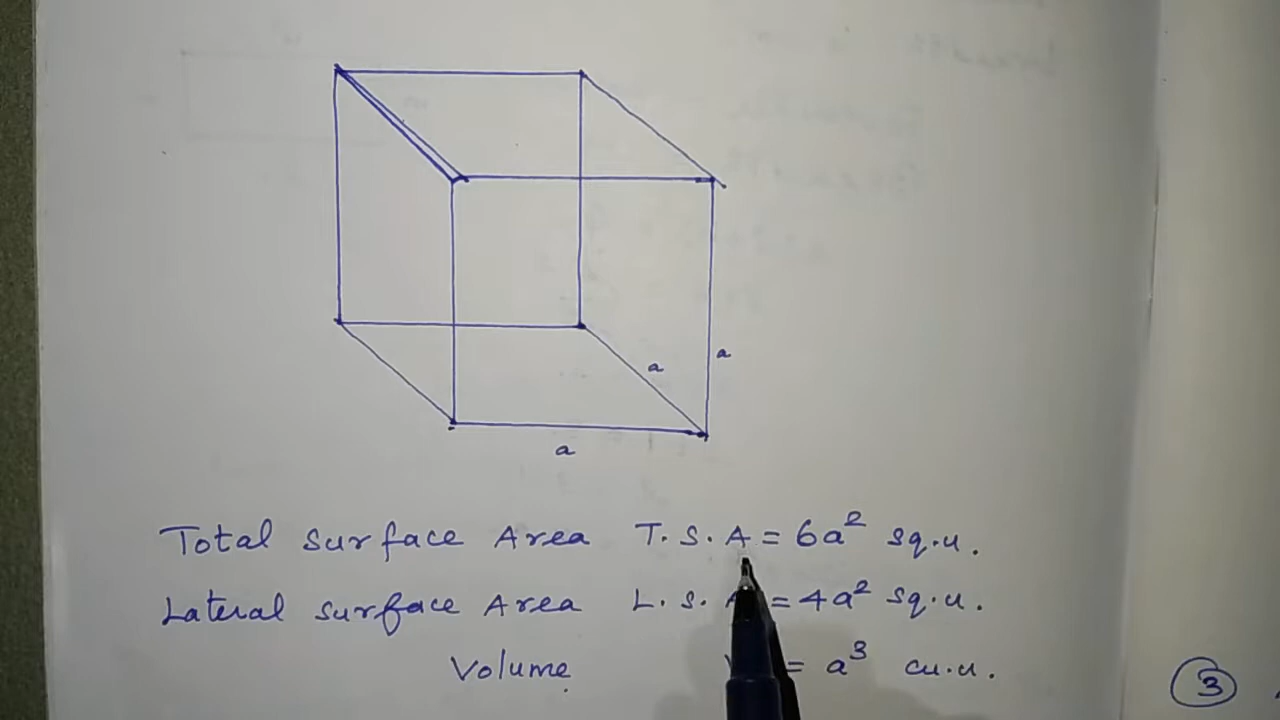 a
a
a
Total Surface Area T.S.A = 6a² sq.u.
Lateral Surface Area L.S. = 4a² sq.u.
Volume = a³ cu.u.
3